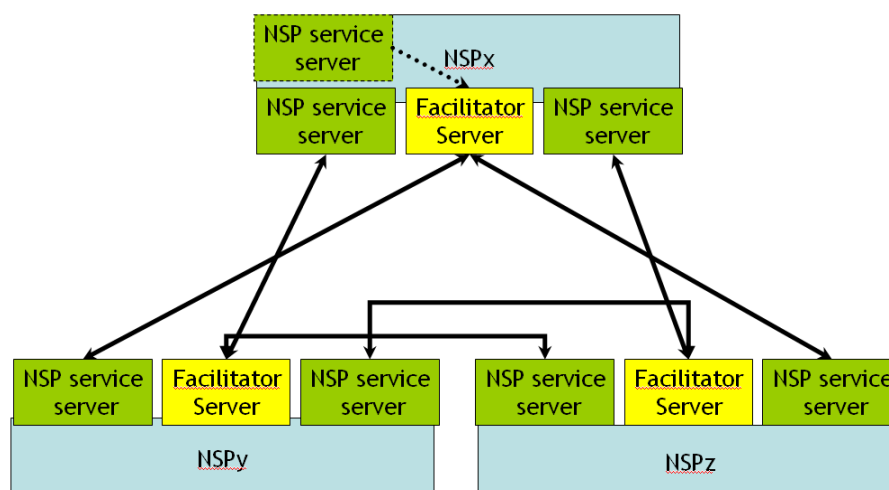 NSP service
server
NSPx
NSP service
server
Facilitator
Server
NSP service
server
NSP service
server
Facilitator
Server
NSP service
server
NSP service
server
Facilitator
Server
NSP service
server
NSPy
NSPz